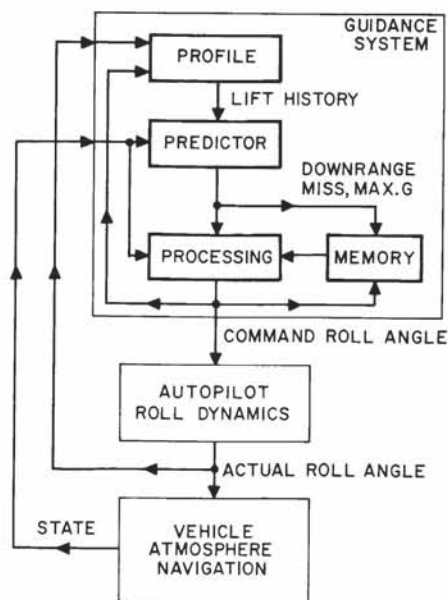 GUIDANCE
SYSTEM
PROFILE
LIFT HISTORY
PREDICTOR
DOWNRANGE
MISS, MAX.G
PROCESSING
MEMORY
COMMAND ROLL ANGLE
AUTOPILOT
ROLL DYNAMICS
ACTUAL ROLL ANGLE
STATE
VEHICLE
ATMOSPHERE
NAVIGATION